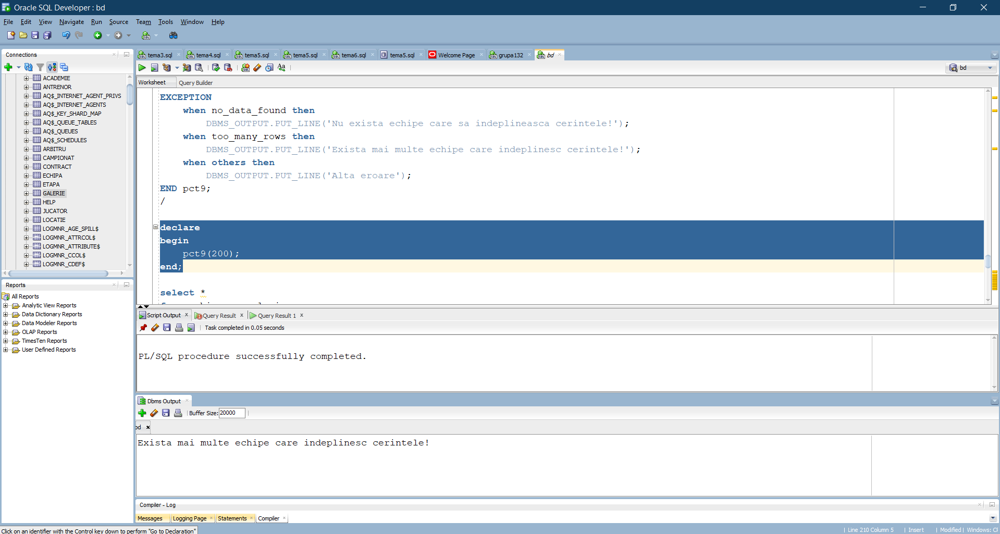 Oracle SQL Developer : bd
File Edit View Navigate Run Source Team Tools Window Help
Connections
tema3.sql tema4.sql tema5.sql tema5.sql tema6.sql tema5.sql Welcome Page grupa132 bd
bd
Worksheet Query Builder
ACADEMIE
ANTRENOR
AQ$_INTERNET_AGENT_PRIVS
AQ$_INTERNET_AGENTS
AQ$_KEY_SHARD_MAP
AQ$_QUEUE_TABLES
AQ$_QUEUES
AQ$_SCHEDULES
ARBITRU
CAMPIONAT
CONTRACT
ECHIPA
ETAPA
GALERIE
HELP
JUCATOR
LOCATIE
LOGMNR_AGE_SPILL$
LOGMNR_ATTRCOL$
LOGMNR_ATTRIBUTE$
LOGMNR_CCOL$
LOGMNR_CDEF$
EXCEPTION
when no_data_found then
DBMS_OUTPUT.PUT_LINE('Nu exista echipe care sa indeplineasca cerintele!');
when too_many_rows then
DBMS_OUTPUT.PUT_LINE('Exista mai multe echipe care indeplinesc cerintele!');
when others then
DBMS_OUTPUT.PUT_LINE('Alta eroare');
END pct9;
/
declare
begin
pct9(200);
end;
select *
Reports
All Reports
Analytic View Reports
Data Dictionary Reports
Data Modeler Reports
OLAP Reports
TimesTen Reports
User Defined Reports
Script Output x Query Result x Query Result 1 x
Task completed in 0.05 seconds
PL/SQL procedure successfully completed.
Dbms Output
Buffer Size: 20000
bd x
Exista mai multe echipe care indeplinesc cerintele!
Compiler - Log
Messages Logging Page Statements Compiler
Click on an identifier with the Control key down to perform "Go to Declaration"
Line 210 Column 5 | Insert | Modified | Windows: CF